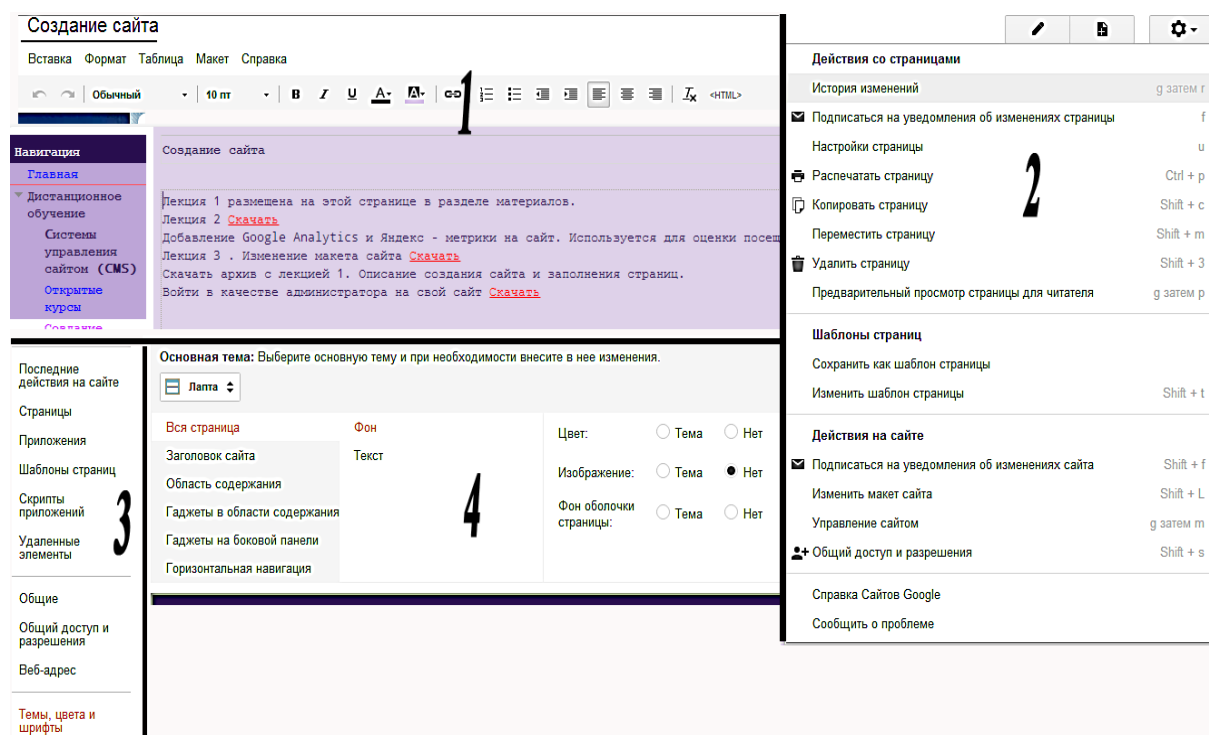 Создание сайта
Вставка Формат Таблица Макет Справка
Обычный 10 пт B I U A A 1 2 3 Tx <HTML>
1
Навигация
Главная
Дистанционное
обучение
Системы
управления
сайтом (CMS)
Открытые
курсы
Создание
Создание сайта
Лекция 1 размещена на этой странице в разделе материалов.
Лекция 2 Скачать
Добавление Google Analytics и Яндекс - метрики на сайт. Используется для оценки посещ
Лекция 3 . Изменение макета сайта Скачать
Скачать архив с лекцией 1. Описание создания сайта и заполнения страниц.
Войти в качестве администратора на свой сайт Скачать
Действия со страницами
История изменений g затем r
Подписаться на уведомления об изменениях страницы f
Настройки страницы u
Распечатать страницу Ctrl + p
Копировать страницу Shift + c
Переместить страницу Shift + m
Удалить страницу Shift + 3
Предварительный просмотр страницы для читателя g затем p
2
Шаблоны страниц
Сохранить как шаблон страницы
Изменить шаблон страницы Shift + t
Действия на сайте
Подписаться на уведомления об изменениях сайта Shift + f
Изменить макет сайта Shift + L
Управление сайтом g затем m
Общий доступ и разрешения Shift + s
Справка Сайтов Google
Сообщить о проблеме
Последние
действия на сайте
Страницы
Приложения
Шаблоны страниц
Скрипты
приложений
Удаленные
элементы
3
Общие
Общий доступ и
разрешения
Веб-адрес
Темы, цвета и
шрифты
Основная тема: Выберите основную тему и при необходимости внесите в нее изменения.
Лапта
Вся страница
Заголовок сайта
Область содержания
Гаджеты в области содержания
Гаджеты на боковой панели
Горизонтальная навигация
Фон
Текст
4
Цвет: Тема Нет
Изображение: Тема Нет
Фон оболочки
страницы: Тема Нет